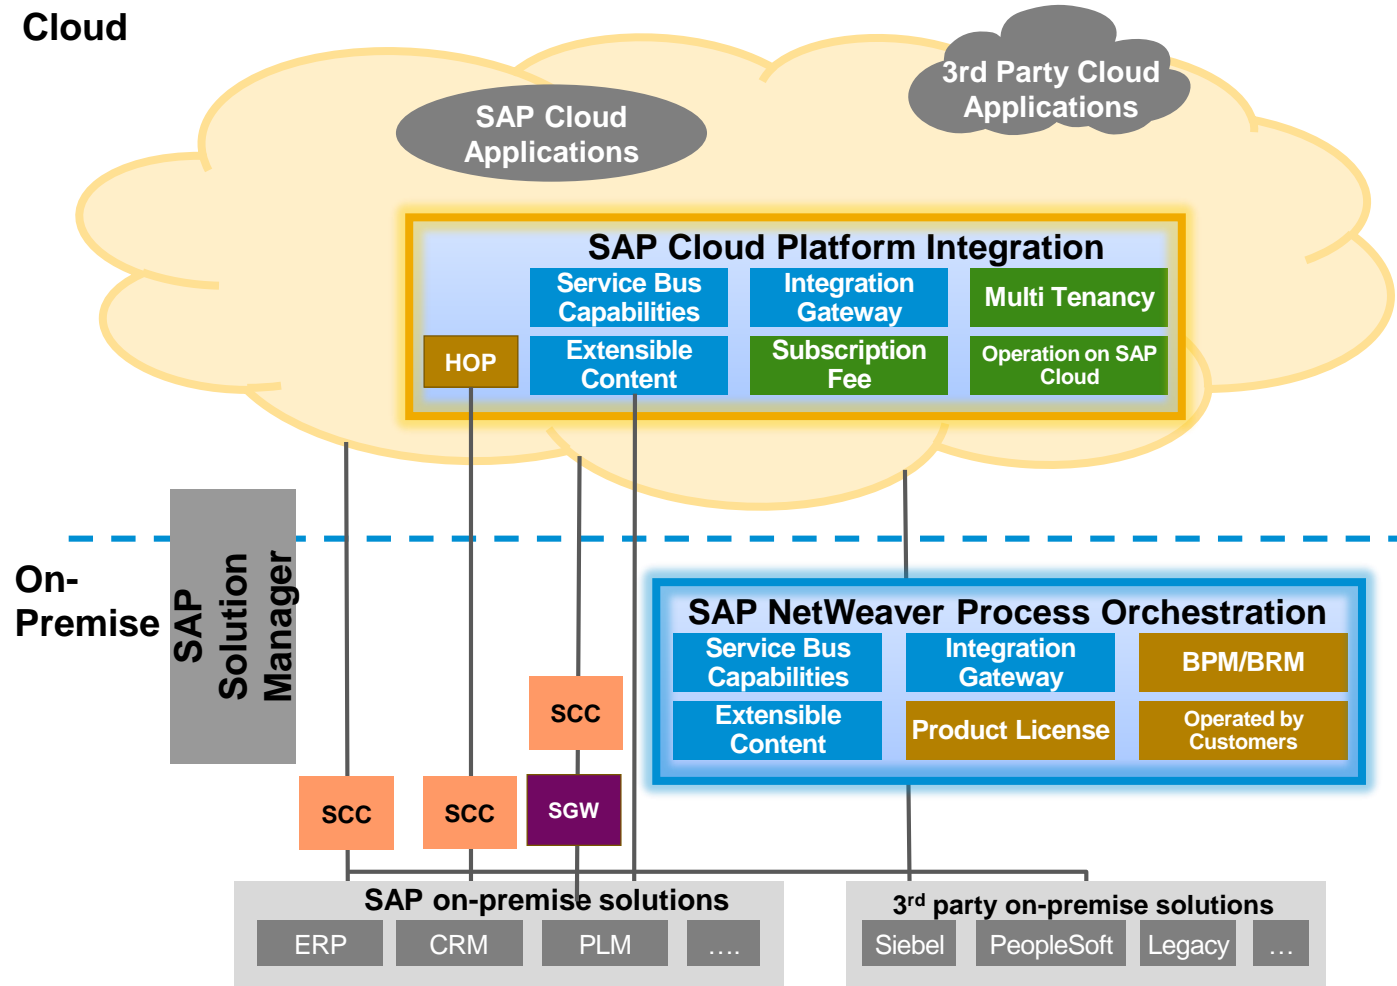 Cloud
3rd Party Cloud
Applications
SAP Cloud
Applications
SAP Cloud Platform Integration
Service Bus
Capabilities
Integration
Gateway
Multi Tenancy
HOP
Extensible
Content
Subscription
Fee
Operation on SAP
Cloud
On-
Premise
SAP
Solution
Manager
SAP NetWeaver Process Orchestration
Service Bus
Capabilities
Integration
Gateway
BPM/BRM
Extensible
Content
Product License
Operated by
Customers
SCC
SCC
SCC
SGW
SAP on-premise solutions
ERP
CRM
PLM
....
3rd party on-premise solutions
Siebel
PeopleSoft
Legacy
...